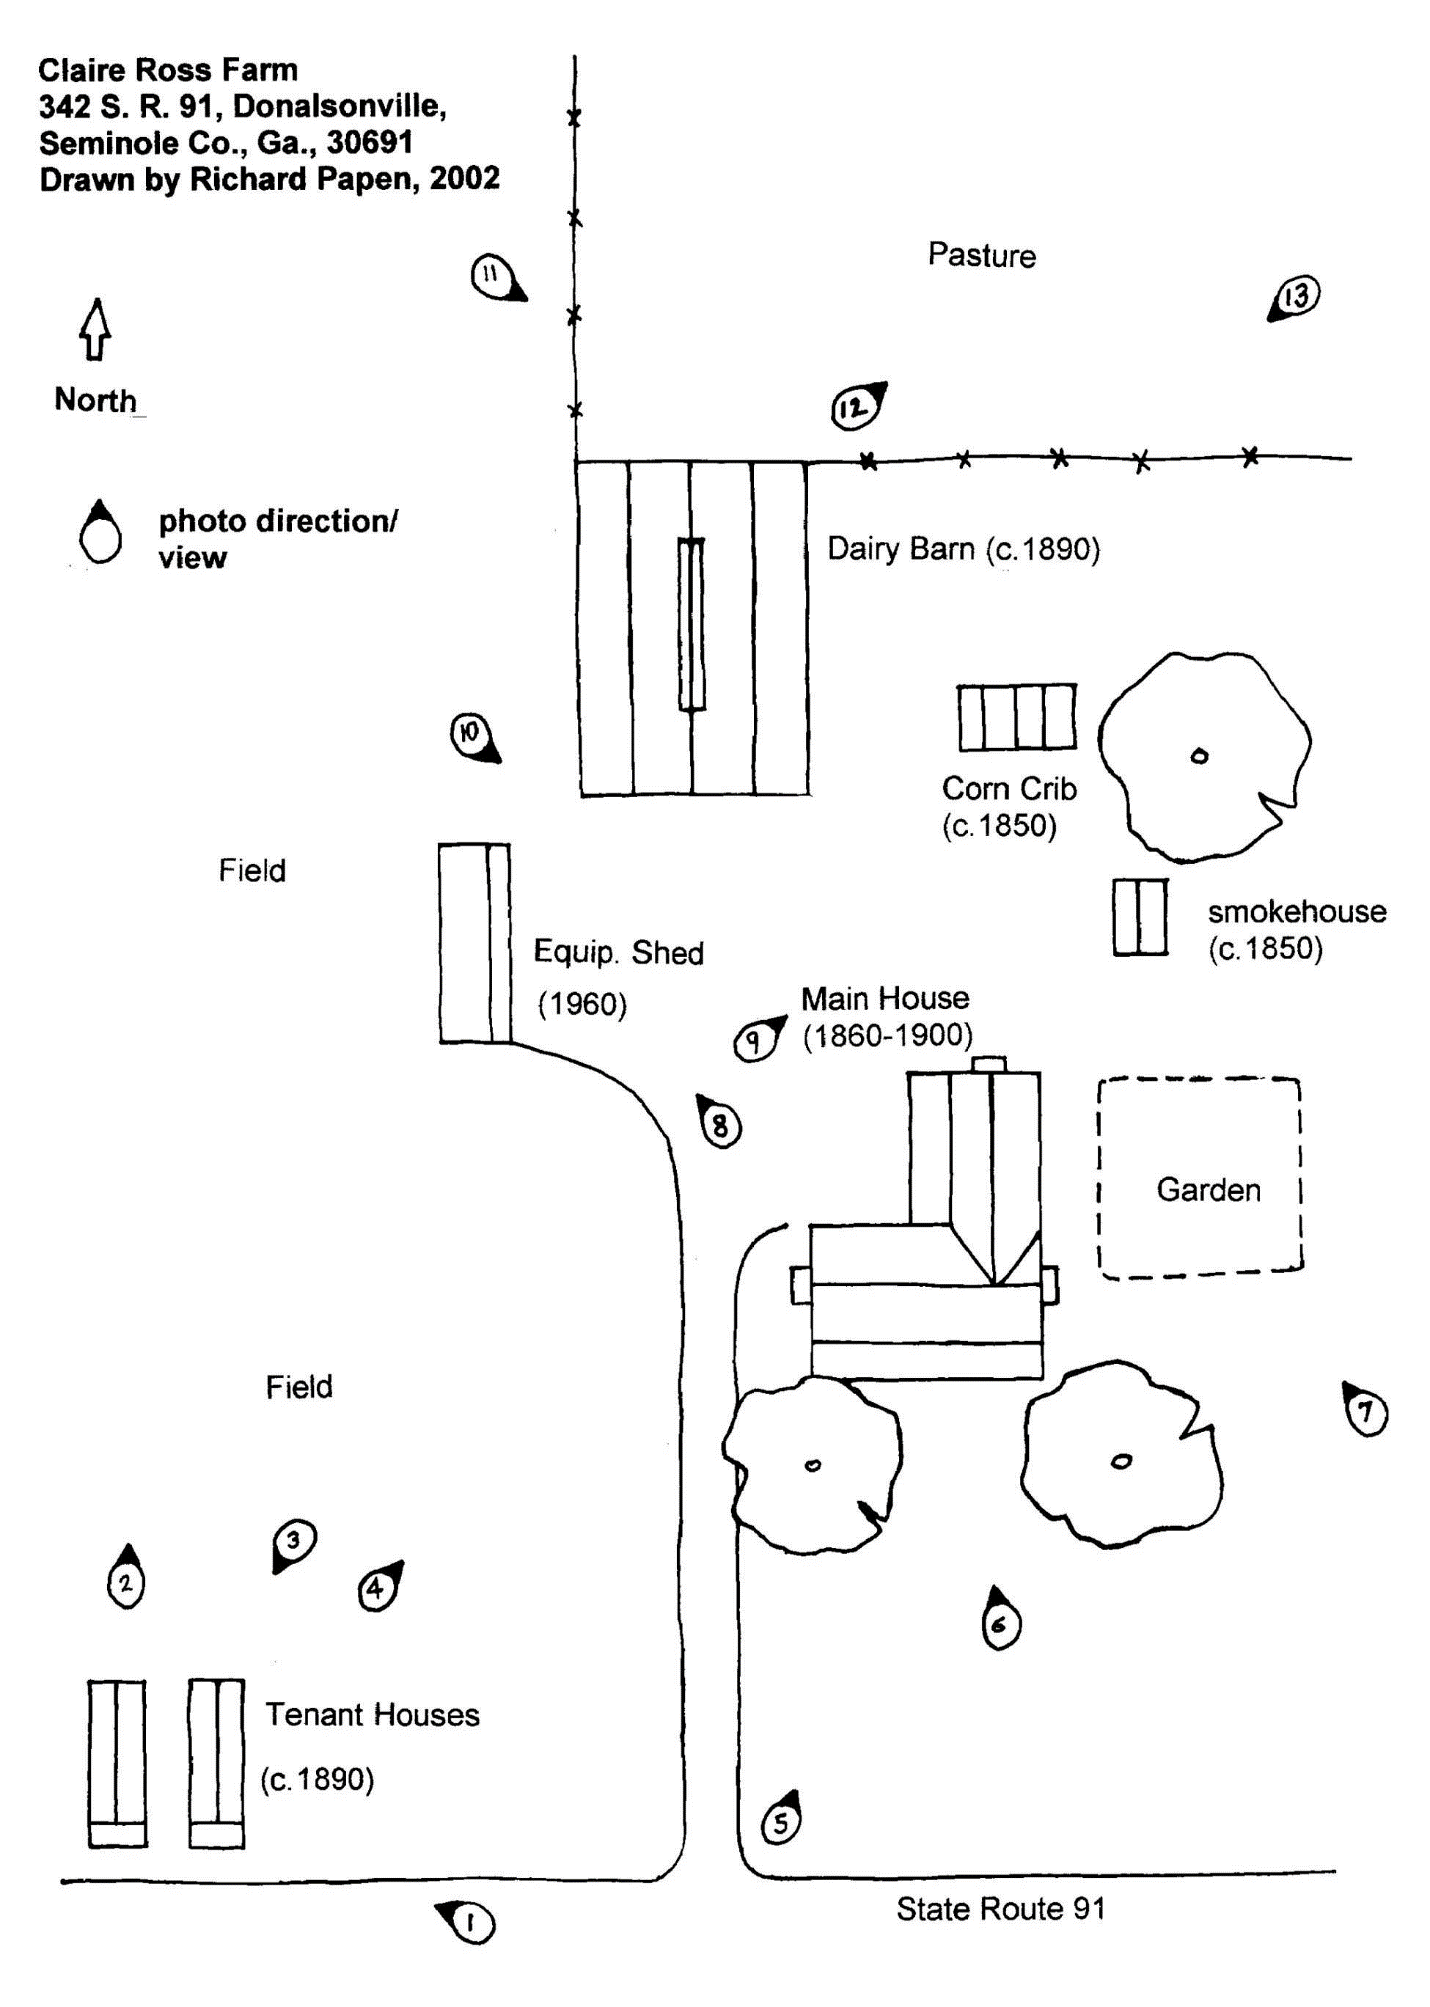 Claire Ross Farm
342 S. R. 91, Donalsonville,
Seminole Co., Ga., 30691
Drawn by Richard Papen, 2002
Pasture
11
13
North
12
photo direction/
view
Dairy Barn (c.1890)
10
Corn Crib
(c.1850)
Field
smokehouse
(c.1850)
Equip. Shed
(1960)
Main House
(1860-1900)
9
8
Garden
Field
7
3
2
4
6
Tenant Houses
(c.1890)
5
State Route 91
1